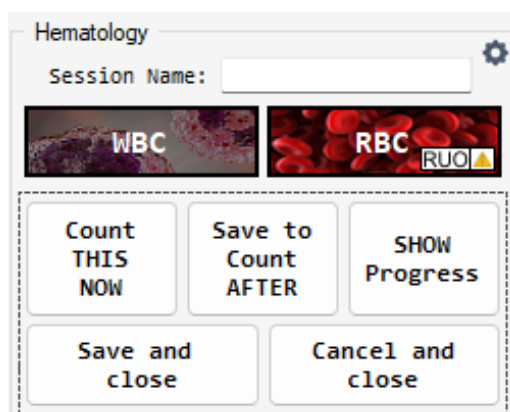 Hematology
Session Name:
WBC
RBC
RUO
Count
THIS
NOW
Save to
Count
AFTER
SHOW
Progress
Save and
close
Cancel and
close